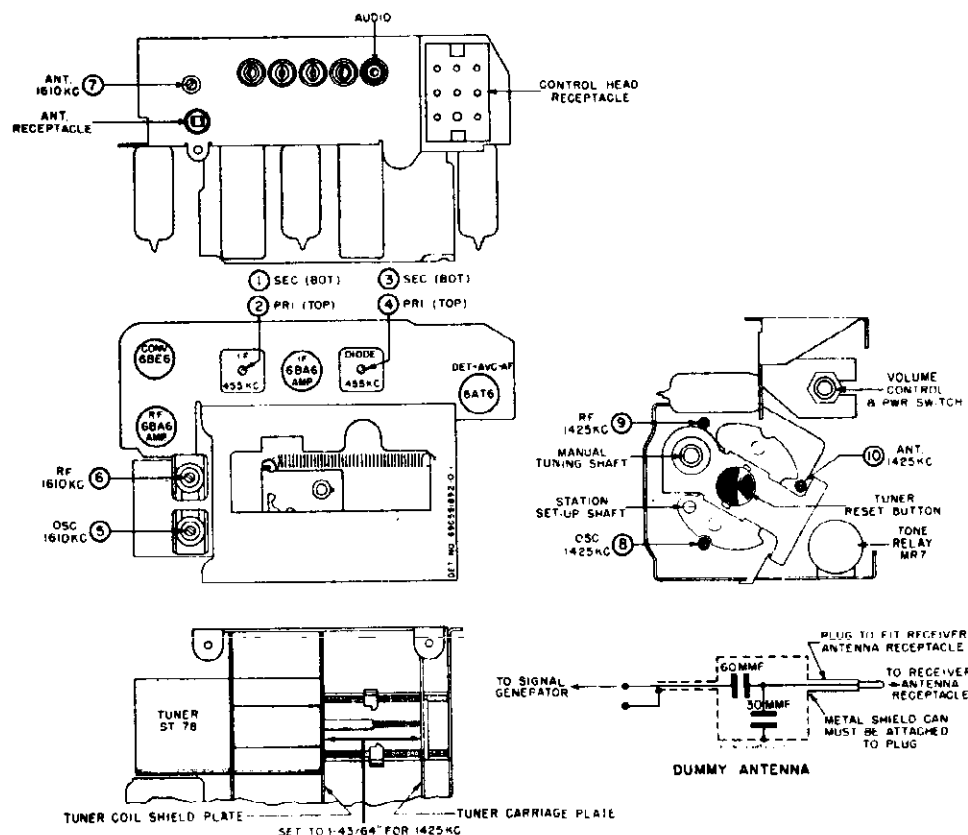 AUDIO
ANT.
1610KC 7
ANT.
RECEPTACLE
CONTROL HEAD
RECEPTACLE
1 SEC (BOT)
2 PRI (TOP)
3 SEC (BOT)
4 PRI (TOP)
CONV
6BE6
IF
455KC
IF
6BA6
AMP
DIODE
455KC
DET-AVC-AF
6AT6
RF
6BA6
AMP
RF
1610KC 6
OSC
1610KC 5
VOLUME
CONTROL
& PWR SWITCH
RF
1425KC 9
MANUAL
TUNING SHAFT
10 ANT.
1425KC
STATION
SET-UP SHAFT
TUNER
RESET BUTTON
OSC
1425KC 8
TONE
RELAY
MR7
TUNER
ST 78
TUNER COIL SHIELD PLATE
TUNER CARRIAGE PLATE
SET TO 1-43/64" FOR 1425KC
PLUG TO FIT RECEIVER
ANTENNA RECEPTACLE
TO SIGNAL
GENERATOR
60MMF
30MMF
TO RECEIVER
ANTENNA
RECEPTACLE
METAL SHIELD CAN
MUST BE ATTACHED
TO PLUG
DUMMY ANTENNA